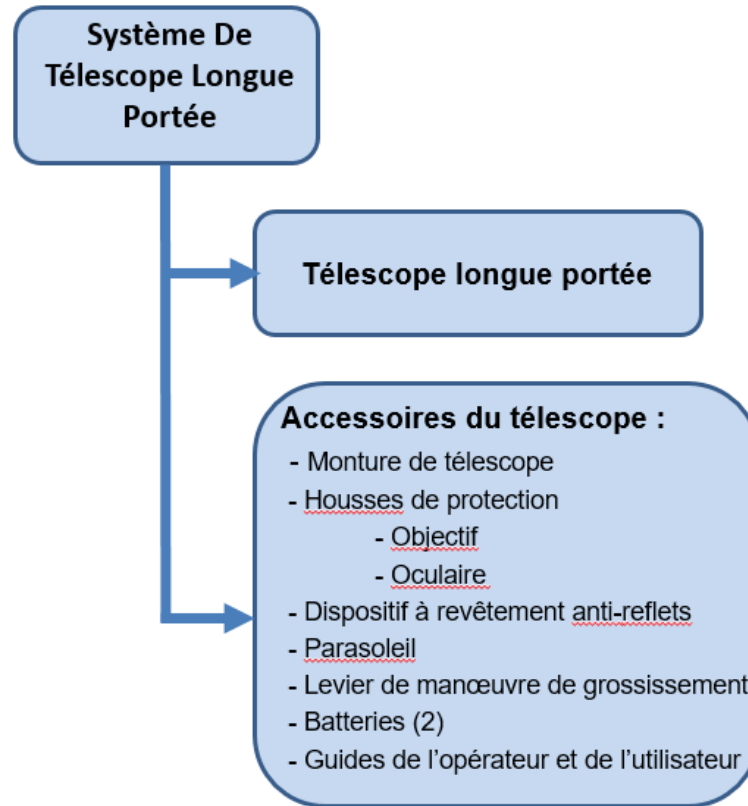 Système De
Télescope Longue
Portée
Télescope longue portée
Accessoires du télescope :
- Monture de télescope
- Housses de protection
- Objectif
- Oculaire
- Dispositif à revêtement anti-reflets
- Parasoleil
- Levier de manœuvre de grossissement
- Batteries (2)
- Guides de l’opérateur et de l’utilisateur